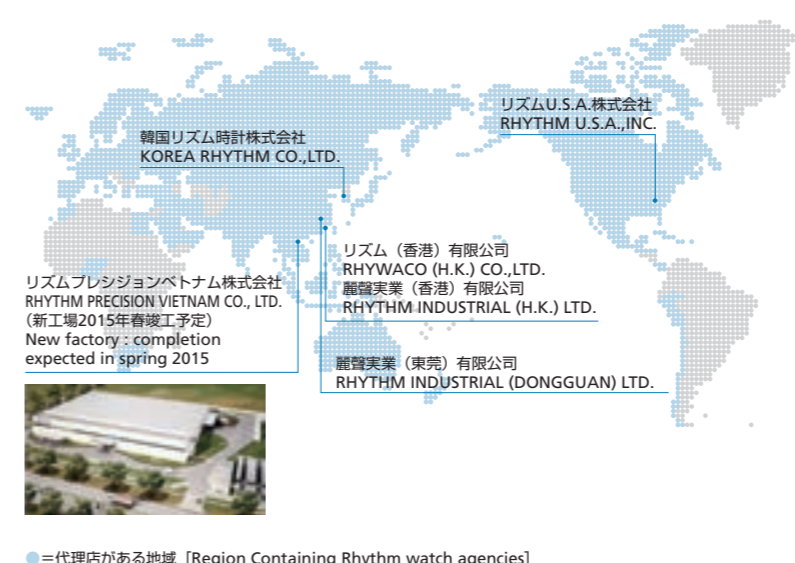 リズムU.S.A.株式会社
RHYTHM U.S.A.,INC.
韓国リズム時計株式会社
KOREA RHYTHM CO.,LTD.
リズム（香港）有限公司
RHYWACO (H.K.) CO.,LTD.
麗聲実業（香港）有限公司
RHYTHM INDUSTRIAL (H.K.) LTD.
リズムプレシジョンベトナム株式会社
RHYTHM PRECISION VIETNAM CO., LTD.
（新工場2015年春竣工予定）
New factory : completion
expected in spring 2015
麗聲実業（東莞）有限公司
RHYTHM INDUSTRIAL (DONGGUAN) LTD.
=代理店がある地域［Region Containing Rhythm watch agencies］